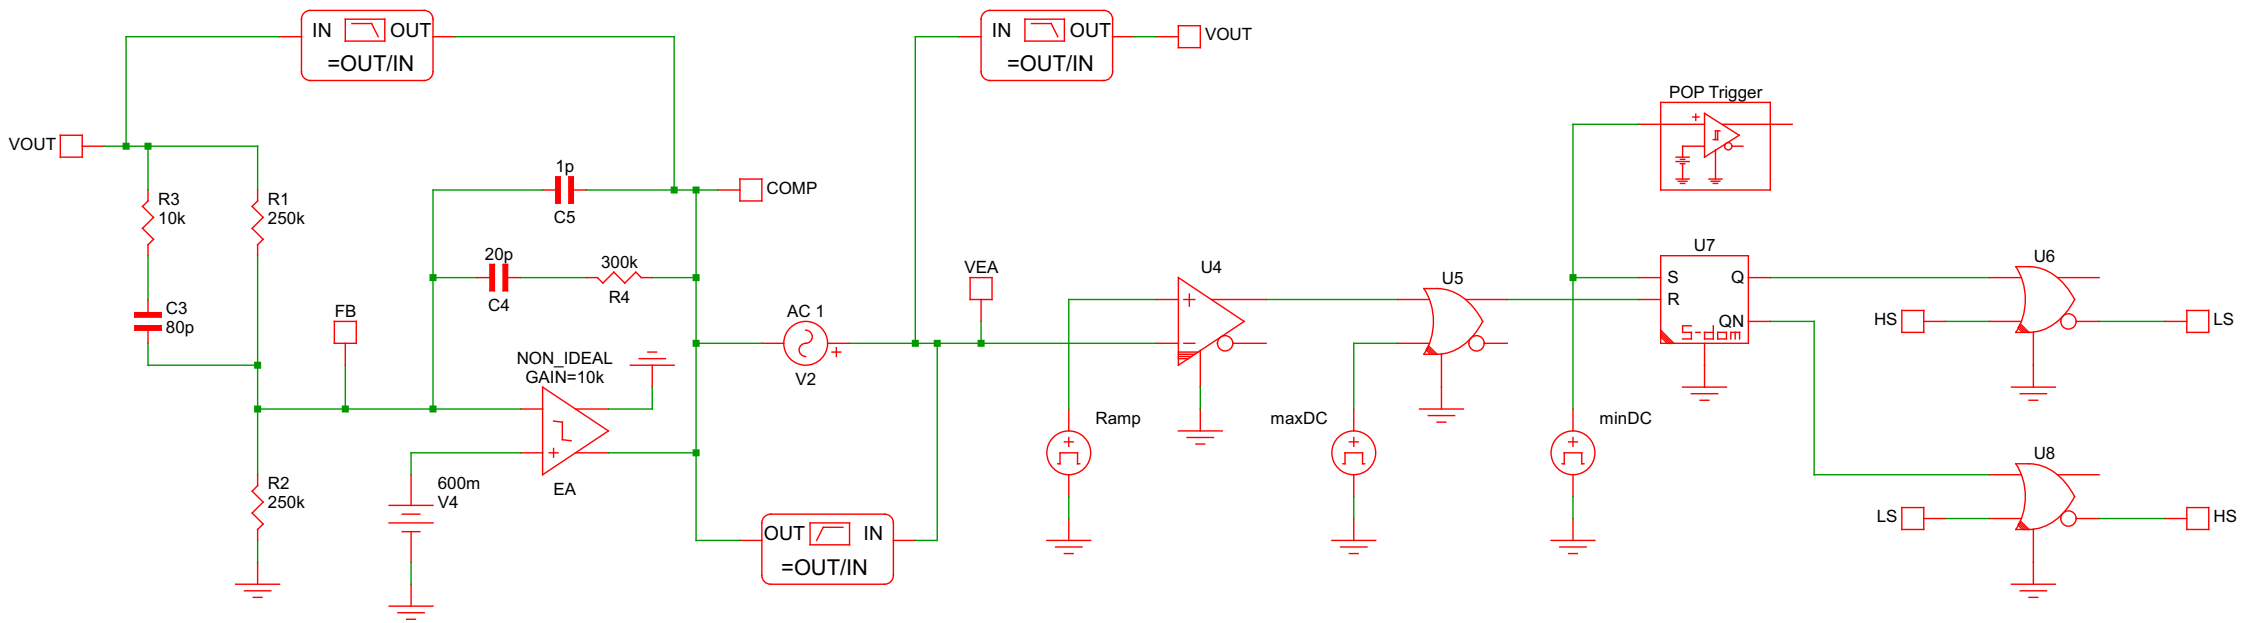 IN OUT
=OUT/IN
IN OUT
=OUT/IN
VOUT
POP Trigger
+
VOUT
1p
C5
COMP
R3
10k
R1
250k
20p
C4
300k
R4
C3
80p
FB
NON_IDEAL
GAIN=10k
+
EA
AC 1
+
V2
VEA
U4
+
−
U5
U7
S Q
R
QN
S-dom
U6
HS
LS
R2
250k
600m
V4
Ramp
+
maxDC
+
minDC
+
U8
LS
HS
OUT IN
=OUT/IN